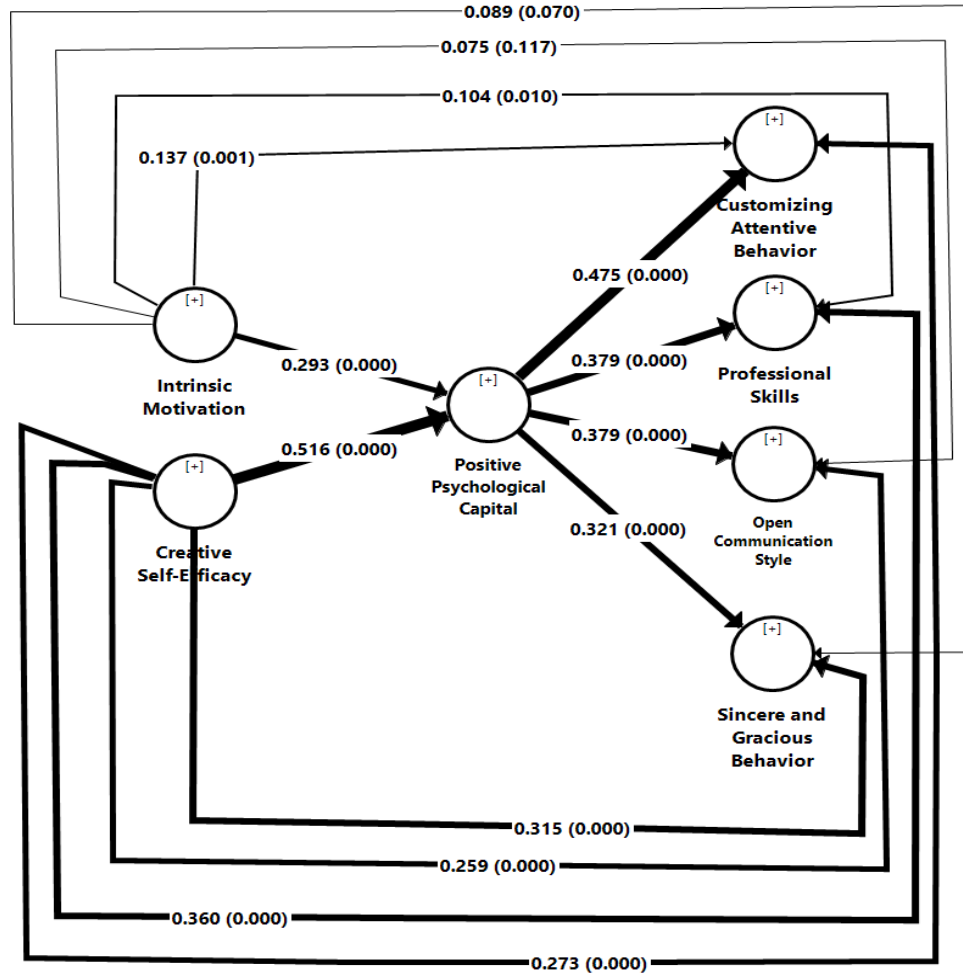 0.089 (0.070)
0.075 (0.117)
0.104 (0.010)
[+]
0.137 (0.001)
Customizing
Attentive
Behavior
0.475 (0.000)
[+]
[+]
Intrinsic
Motivation
0.293 (0.000)
0.379 (0.000)
Professional
Skills
[+]
Positive
Psychological
Capital
0.379 (0.000)
[+]
Open
Communication
Style
0.516 (0.000)
[+]
Creative
Self-Efficacy
0.321 (0.000)
[+]
Sincere and
Gracious
Behavior
0.315 (0.000)
0.259 (0.000)
0.360 (0.000)
0.273 (0.000)